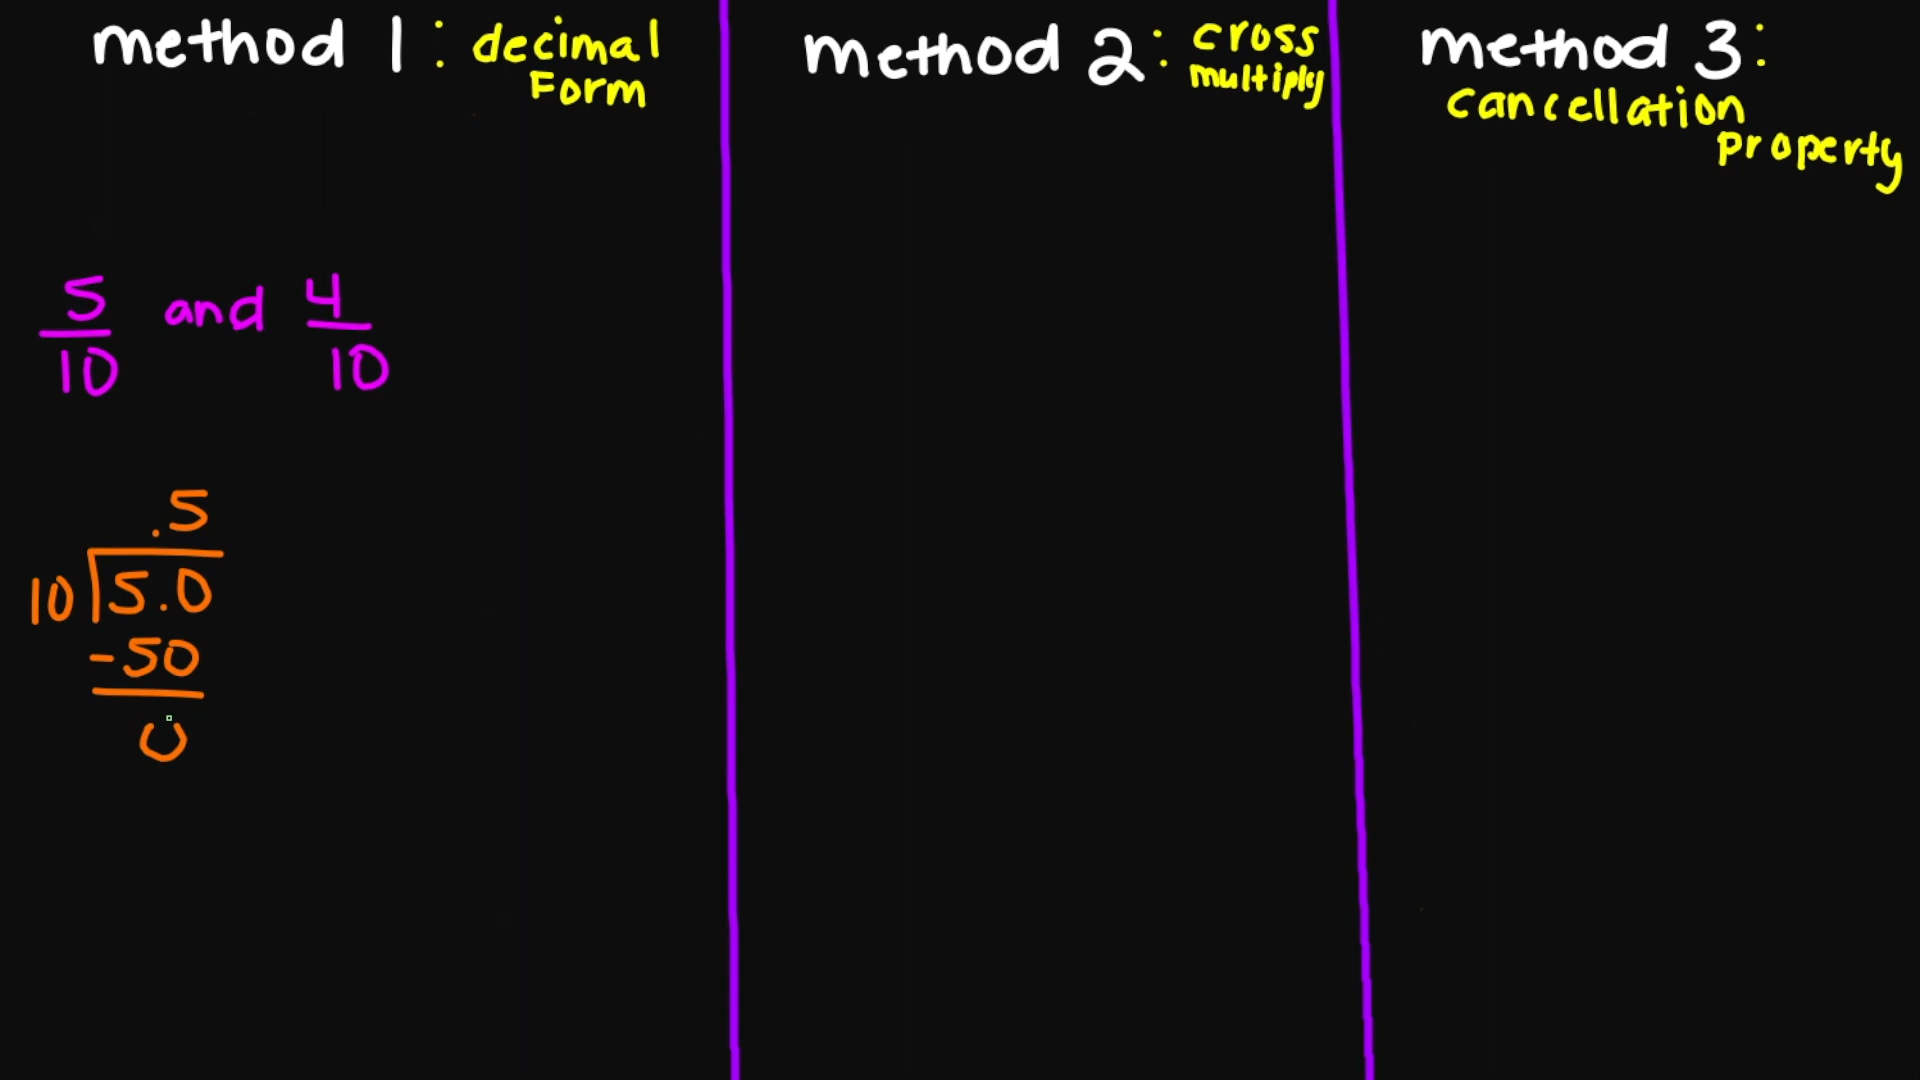 method 1: decimal
Form
method 2: cross
multiply
method 3:
cancellation
property
5/10 and 4/10
.5
10 5.0
-50
0